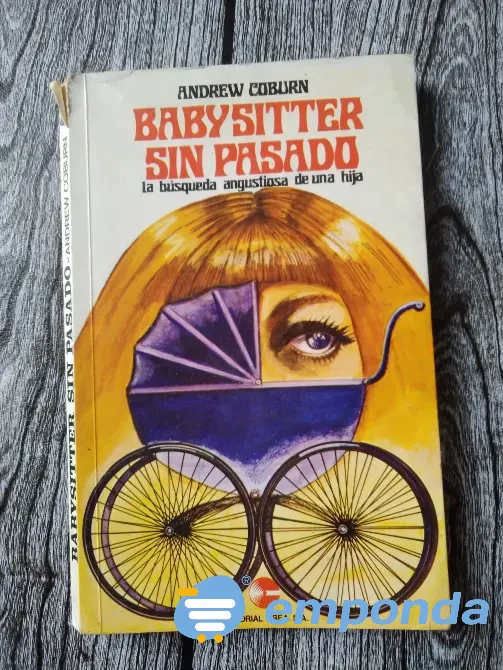 ANDREW COBURN
BABYSITTER
SIN PASADO
la búsqueda angustiosa de una hija
BABYSITTER SIN PASADO - ANDREW COBURN
®
emponda